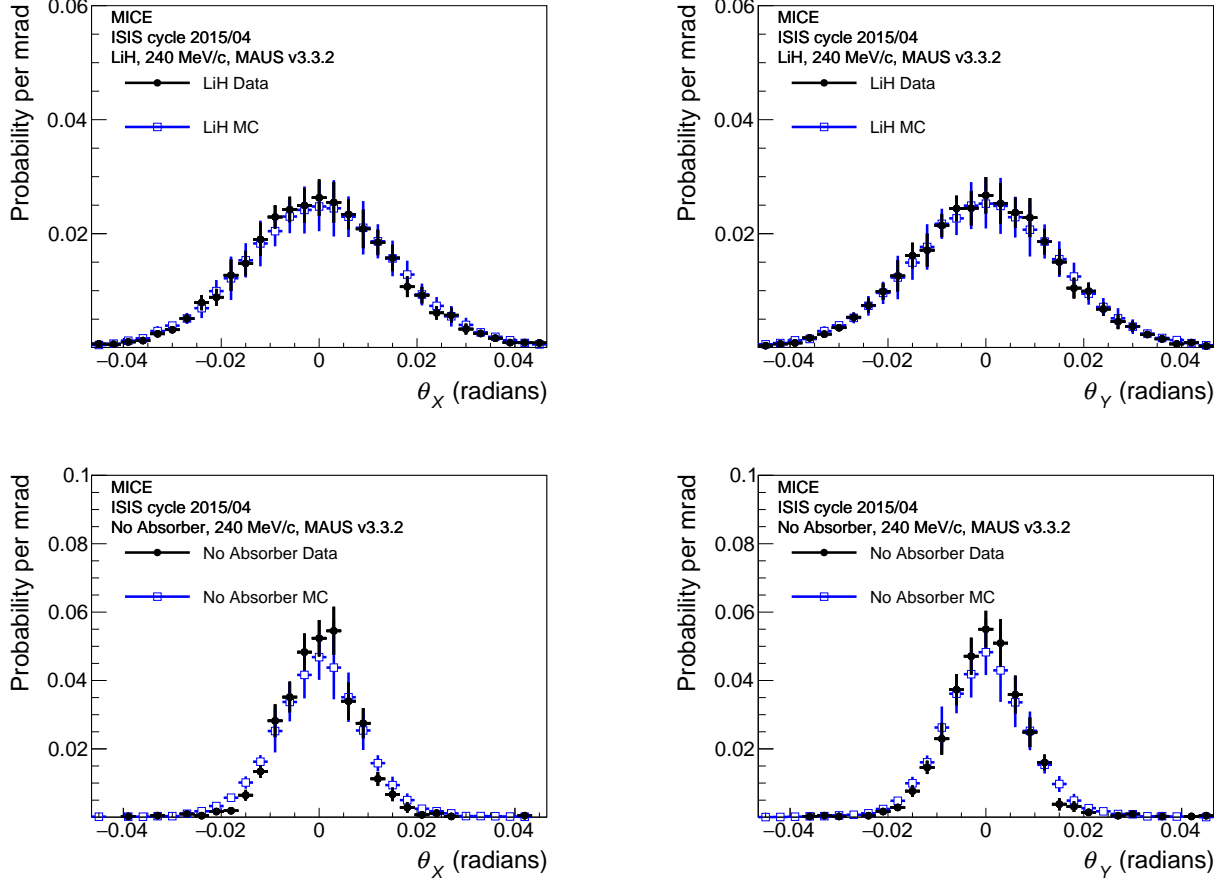 0.06
0.04
0.02
Probability per mrad
MICE
ISIS cycle 2015/04
LiH, 240 MeV/c, MAUS v3.3.2
LiH Data
LiH MC
−0.04 −0.02 0 0.02 0.04
θX (radians)
0.06
0.04
0.02
Probability per mrad
MICE
ISIS cycle 2015/04
LiH, 240 MeV/c, MAUS v3.3.2
LiH Data
LiH MC
−0.04 −0.02 0 0.02 0.04
θY (radians)
0.1
0.08
0.06
0.04
0.02
Probability per mrad
MICE
ISIS cycle 2015/04
No Absorber, 240 MeV/c, MAUS v3.3.2
No Absorber Data
No Absorber MC
−0.04 −0.02 0 0.02 0.04
θX (radians)
0.1
0.08
0.06
0.04
0.02
Probability per mrad
MICE
ISIS cycle 2015/04
No Absorber, 240 MeV/c, MAUS v3.3.2
No Absorber Data
No Absorber MC
−0.04 −0.02 0 0.02 0.04
θY (radians)